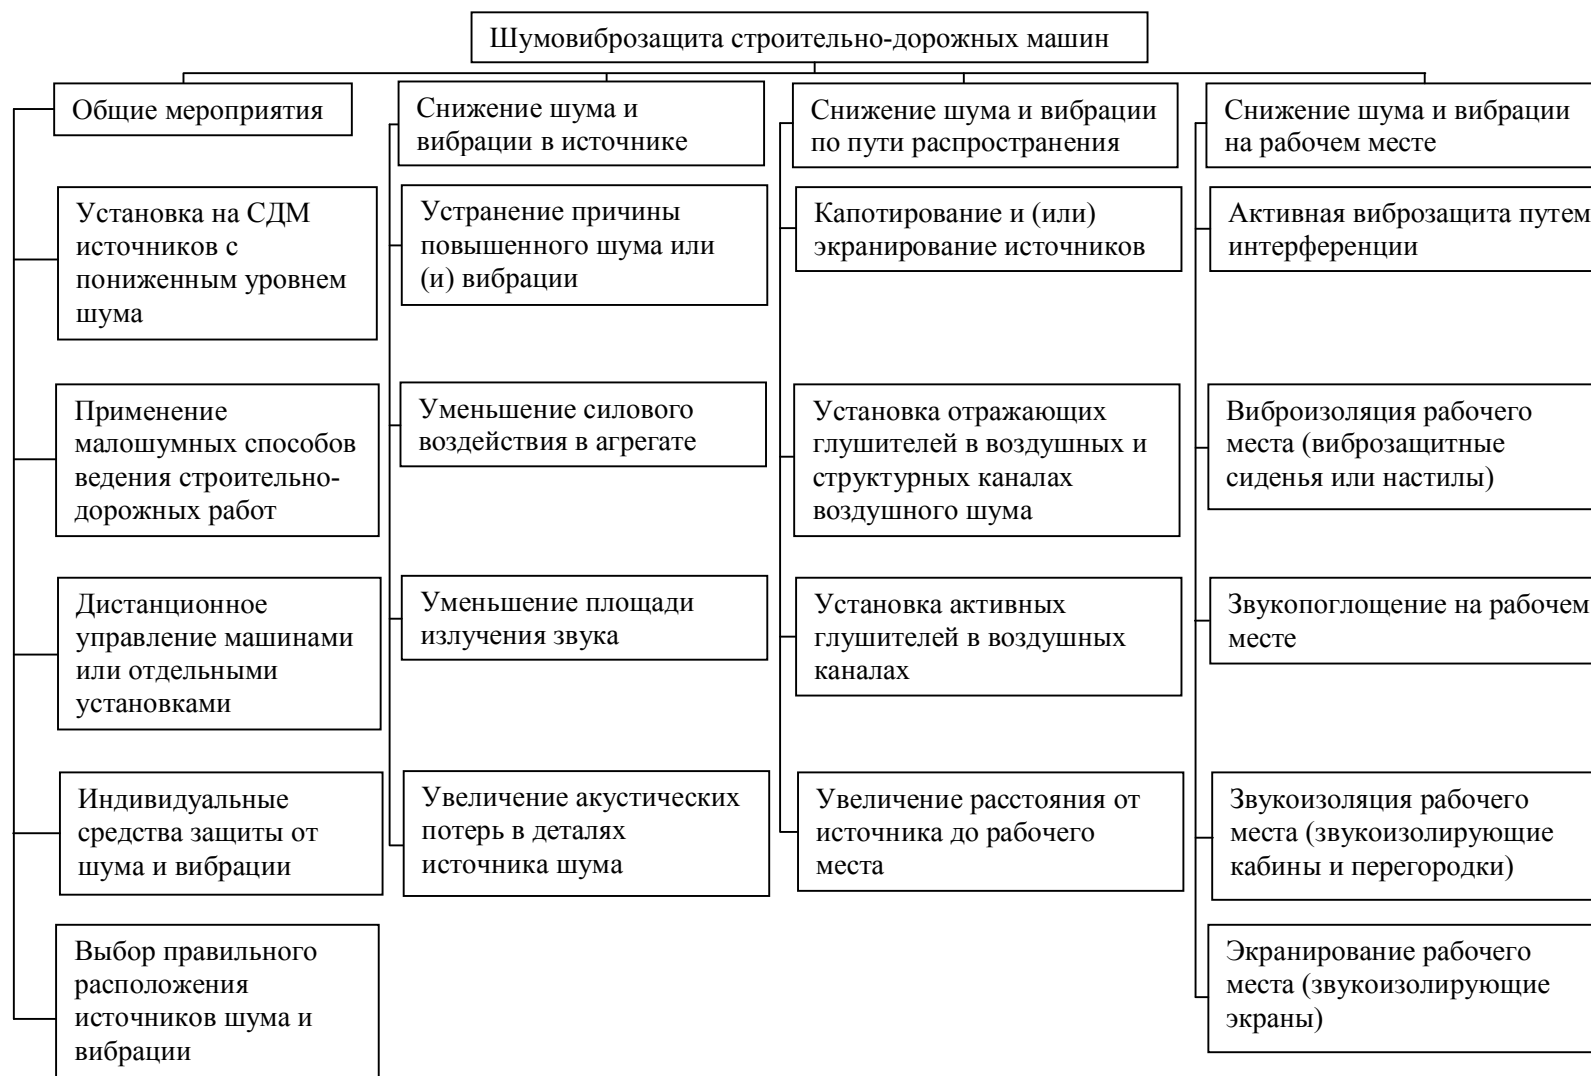 Шумовиброзащита строительно-дорожных машин
Общие мероприятия
Установка на СДМ
источников с
пониженным уровнем
шума
Применение
малошумных способов
ведения строительно-
дорожных работ
Дистанционное
управление машинами
или отдельными
установками
Индивидуальные
средства защиты от
шума и вибрации
Выбор правильного
расположения
источников шума и
вибрации
Снижение шума и
вибрации в источнике
Устранение причины
повышенного шума или
(и) вибрации
Уменьшение силового
воздействия в агрегате
Уменьшение площади
излучения звука
Увеличение акустических
потерь в деталях
источника шума
Снижение шума и вибрации
по пути распространения
Капотирование и (или)
экранирование источников
Установка отражающих
глушителей в воздушных и
структурных каналах
воздушного шума
Установка активных
глушителей в воздушных
каналах
Увеличение расстояния от
источника до рабочего
места
Снижение шума и вибрации
на рабочем месте
Активная виброзащита путем
интерференции
Виброизоляция рабочего
места (виброзащитные
сиденья или настилы)
Звукопоглощение на рабочем
месте
Звукоизоляция рабочего
места (звукоизолирующие
кабины и перегородки)
Экранирование рабочего
места (звукоизолирующие
экраны)